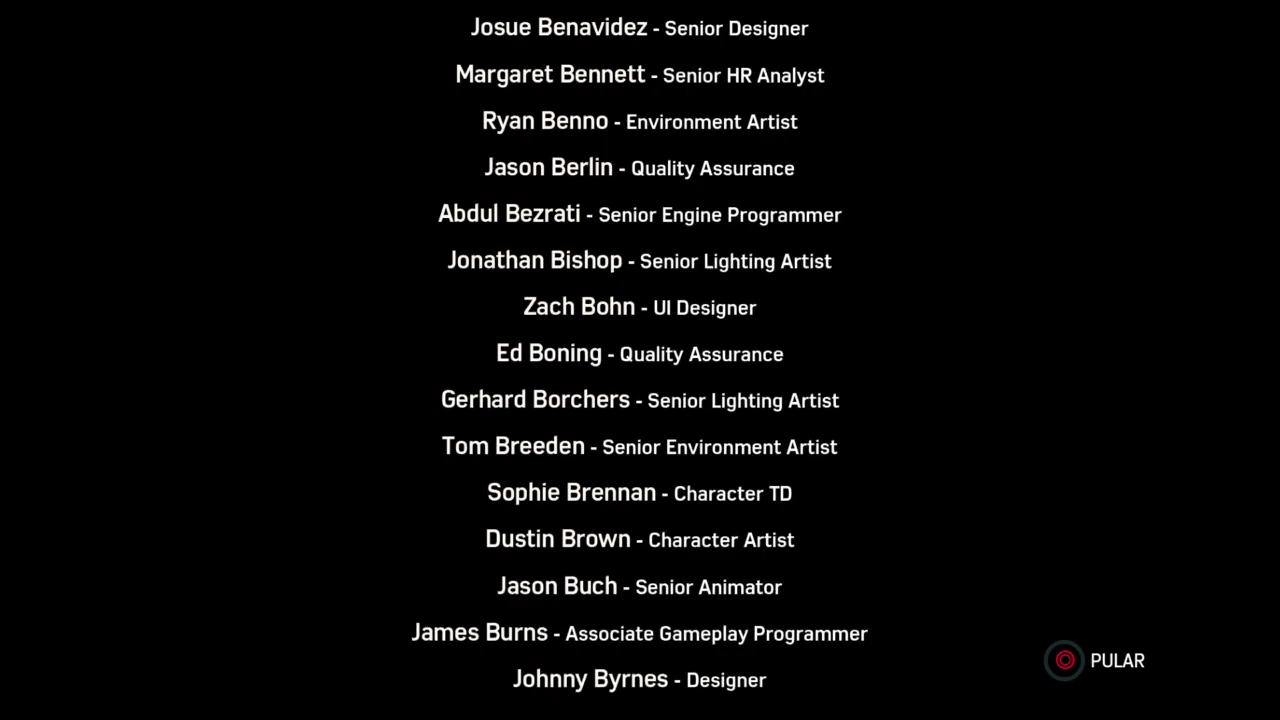 Josue Benavidez - Senior Designer
Margaret Bennett - Senior HR Analyst
Ryan Benno - Environment Artist
Jason Berlin - Quality Assurance
Abdul Bezrati - Senior Engine Programmer
Jonathan Bishop - Senior Lighting Artist
Zach Bohn - UI Designer
Ed Boning - Quality Assurance
Gerhard Borchers - Senior Lighting Artist
Tom Breeden - Senior Environment Artist
Sophie Brennan - Character TD
Dustin Brown - Character Artist
Jason Buch - Senior Animator
James Burns - Associate Gameplay Programmer
PULAR
Johnny Byrnes - Designer